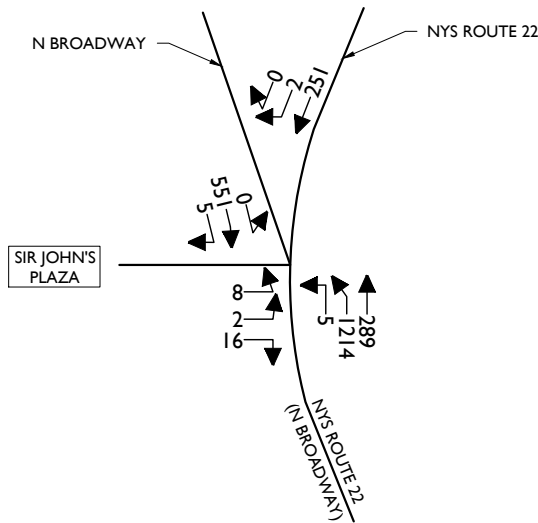 N BROADWAY
NYS ROUTE 22
0
2
251
5
551
0
SIR JOHN'S
PLAZA
8
2
16
5
1214
289
NYS ROUTE 22
(N BROADWAY)